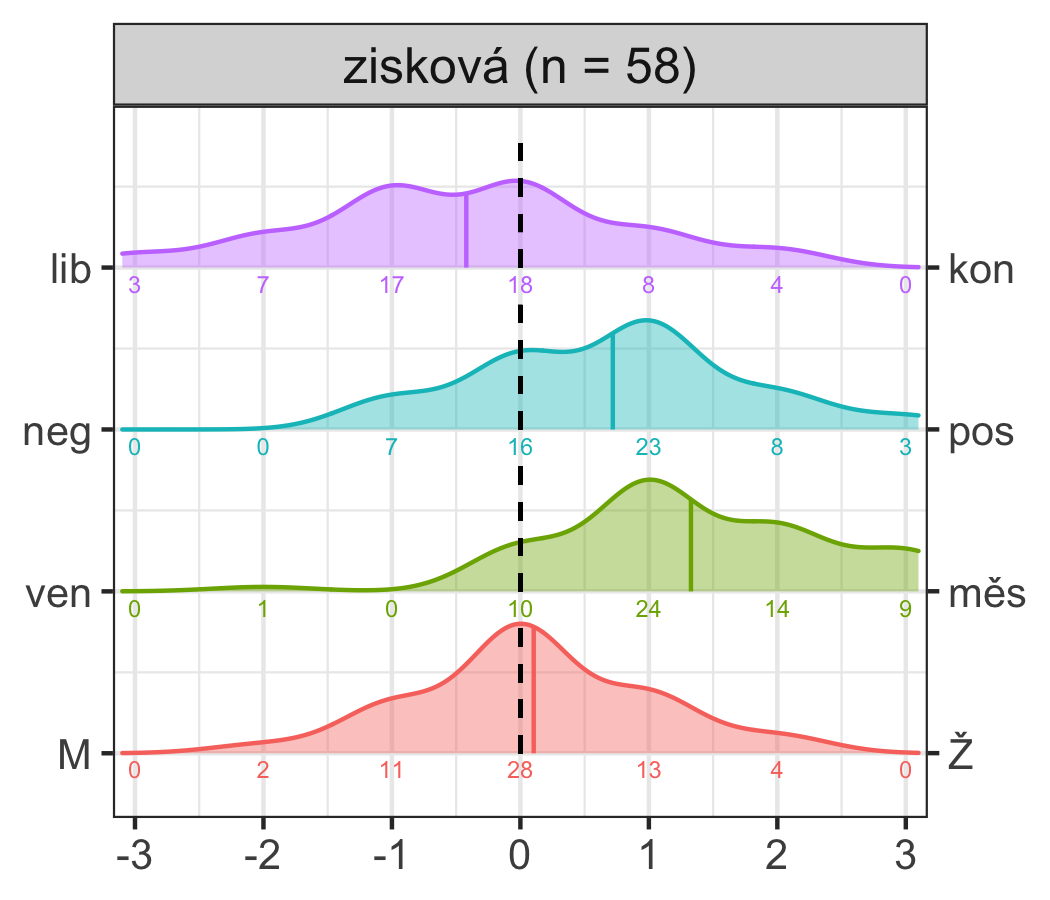 zisková (n = 58)
lib kon
3 7 17 18 8 4 0
neg pos
0 0 7 16 23 8 3
ven měs
0 1 0 10 24 14 9
M Ž
0 2 11 28 13 4 0
-3 -2 -1 0 1 2 3